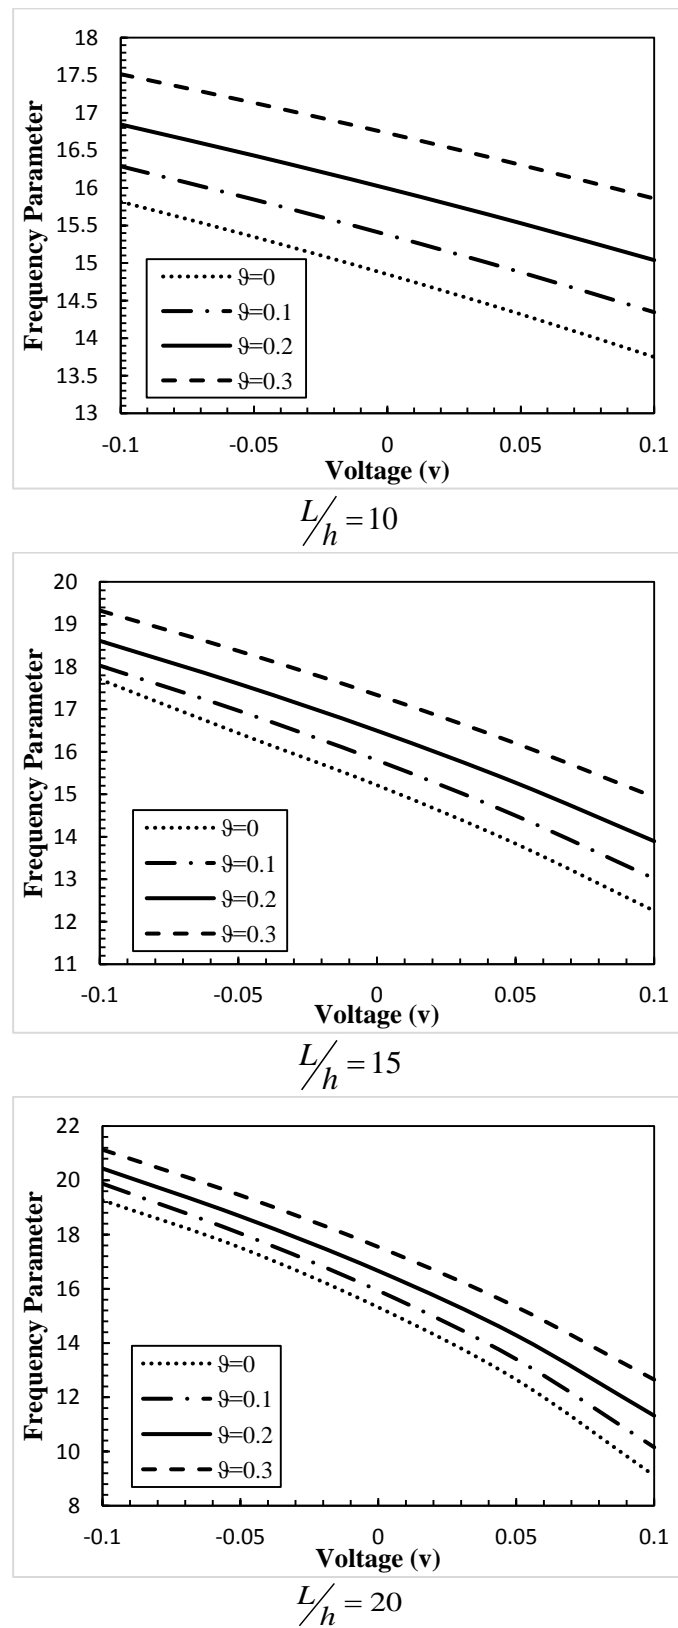 18
17.5
17
16.5
16
15.5
15
14.5
14
13.5
13
Frequency Parameter
ϑ=0
ϑ=0.1
ϑ=0.2
ϑ=0.3
-0.1 -0.05 0 0.05 0.1
Voltage (v)
L/h = 10
20
19
18
17
16
15
14
13
12
11
Frequency Parameter
ϑ=0
ϑ=0.1
ϑ=0.2
ϑ=0.3
-0.1 -0.05 0 0.05 0.1
Voltage (v)
L/h = 15
22
20
18
16
14
12
10
8
Frequency Parameter
ϑ=0
ϑ=0.1
ϑ=0.2
ϑ=0.3
-0.1 -0.05 0 0.05 0.1
Voltage (v)
L/h = 20